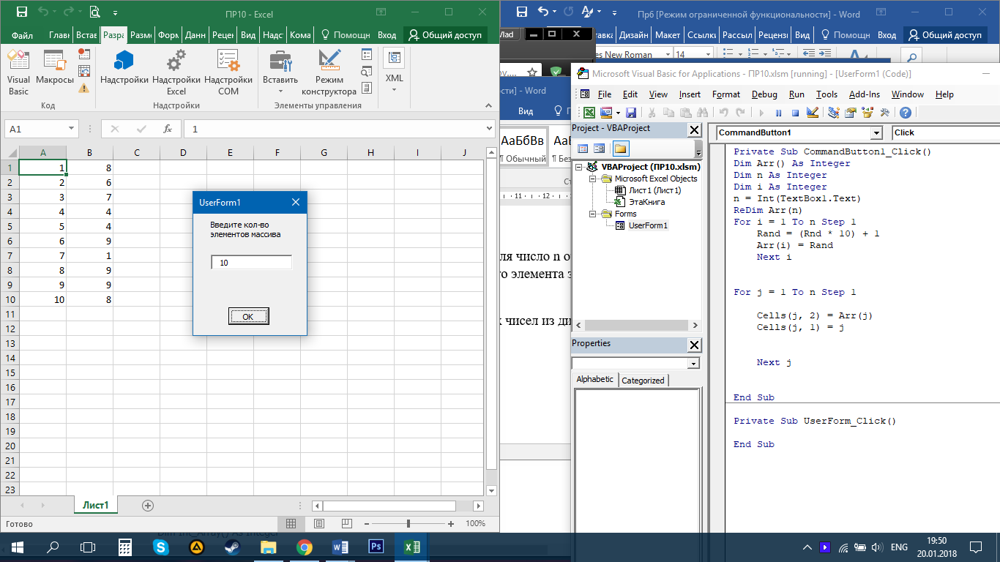 ПР10 - Excel
Файл Главн Встав Разра Разме Форм Данн Рецен Вид Надс Кома Помощн Вход Общий доступ
Visual Basic
Макросы
Надстройки
Надстройки Excel
Надстройки COM
Вставить
Режим конструктора
XML
Код
Надстройки
Элементы управления
A1
fx
1
A B C D E F G H I J
1 1 8
2 2 6
3 3 7
4 4 4
5 5 4
6 6 9
7 7 1
8 8 9
9 9 9
10 10 8
11
12
13
14
15
16
17
18
19
20
21
22
23
UserForm1
Введите кол-во
элементов массива
10
OK
Лист1
Готово
100%
Пр6 [Режим ограниченной функциональности] - Word
Vlad
Дизайн Макет Ссылки Рассыл Рецензи Вид Помощн Вход Общий доступ
es New Roman 14
ости] - Word
Вид
АаБбВв
¶ Обычный
¶ Без
11 12
ля число n
к чисел из
Microsoft Visual Basic for Applications - ПР10.xlsm [running] - [UserForm1 (Code)]
File Edit View Insert Format Debug Run Tools Add-Ins Window Help
Project - VBAProject
VBAProject (ПР10.xlsm)
Microsoft Excel Objects
Лист1 (Лист1)
ЭтаКнига
Forms
UserForm1
Properties
Alphabetic Categorized
CommandButton1
Click
Private Sub CommandButton1_Click()
Dim Arr() As Integer
Dim n As Integer
Dim i As Integer
n = Int(TextBox1.Text)
ReDim Arr(n)
For i = 1 To n Step 1
Rand = (Rnd * 10) + 1
Arr(i) = Rand
Next i
For j = 1 To n Step 1
Cells(j, 2) = Arr(j)
Cells(j, 1) = j
Next j
End Sub
Private Sub UserForm_Click()
End Sub
ENG
19:50
20.01.2018